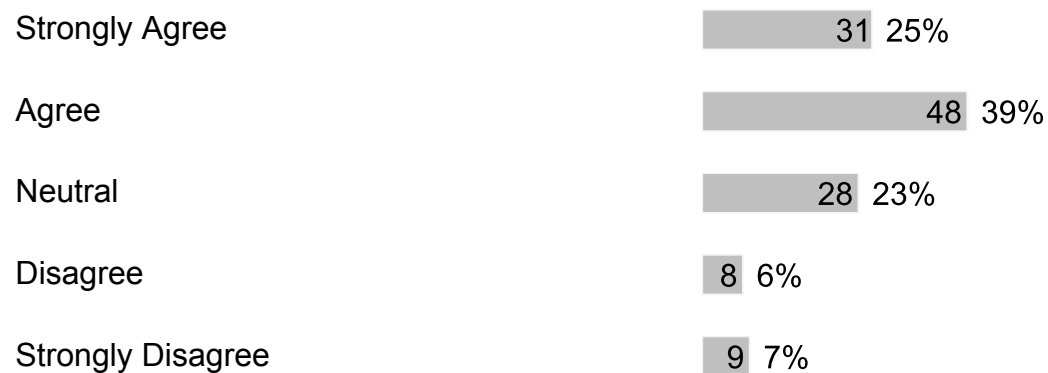 Strongly Agree 31 25%
Agree 48 39%
Neutral 28 23%
Disagree 8 6%
Strongly Disagree 9 7%